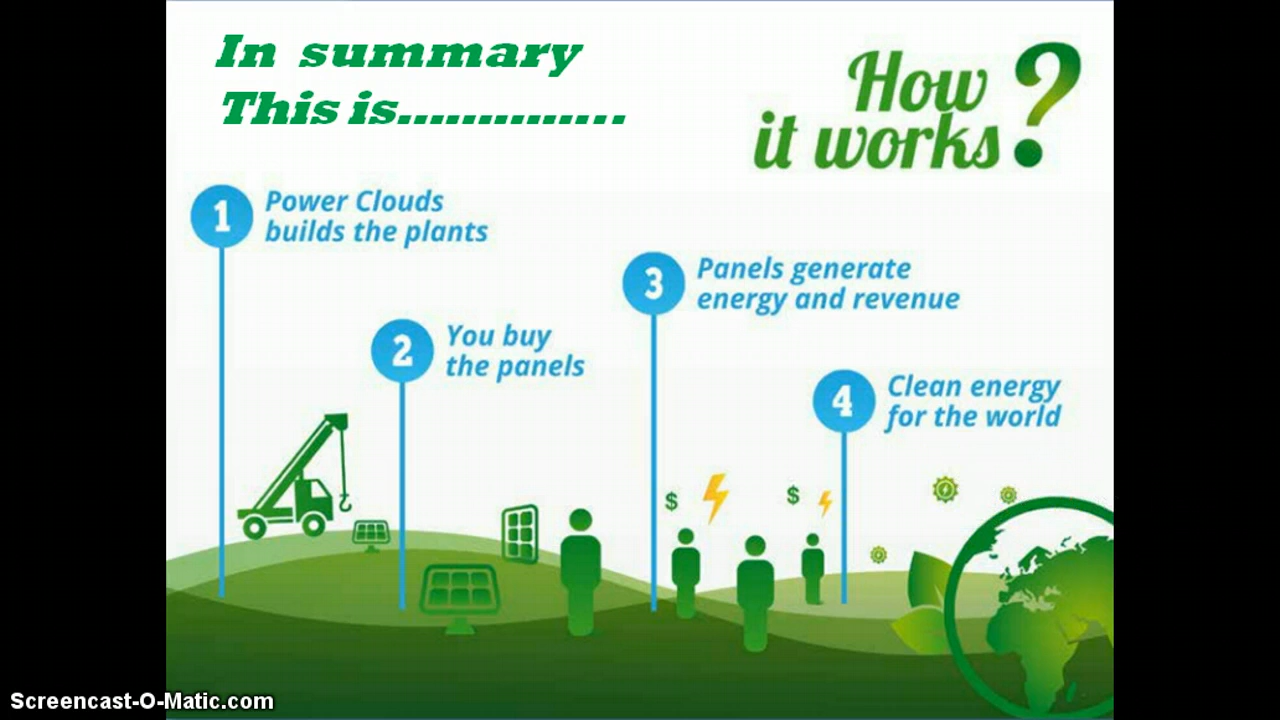 In summary
This is..............
How
it works?
1
Power Clouds
builds the plants
2
You buy
the panels
3
Panels generate
energy and revenue
4
Clean energy
for the world
$
$
Screencast-O-Matic.com